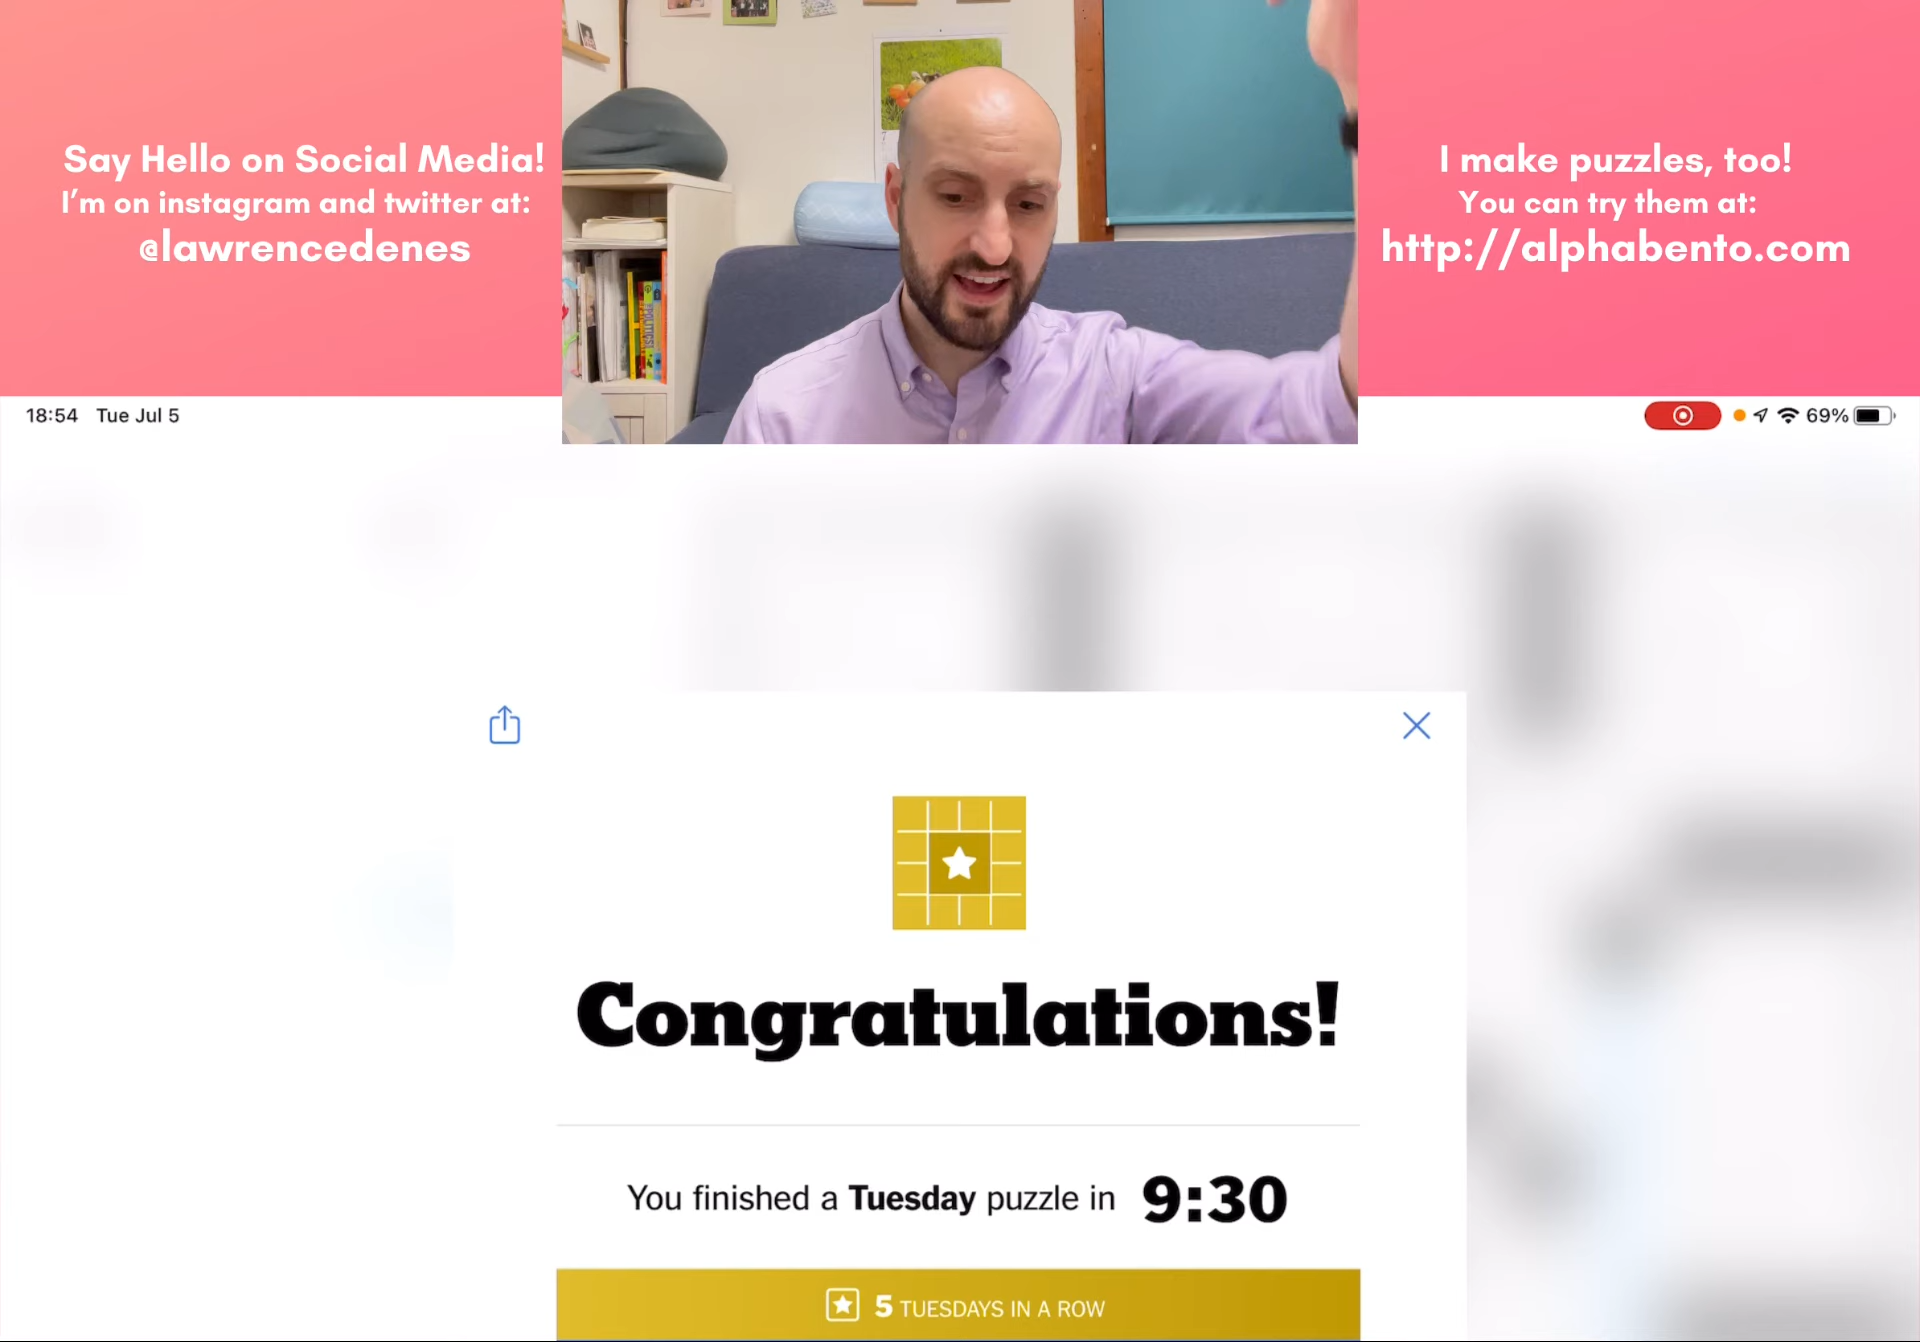 Say Hello on Social Media!
I'm on instagram and twitter at:
@lawrencedenes
I make puzzles, too!
You can try them at:
http://alphabento.com
POLITICS!
18:54 Tue Jul 5
69%
Congratulations!
You finished a Tuesday puzzle in 9:30
5 TUESDAYS IN A ROW